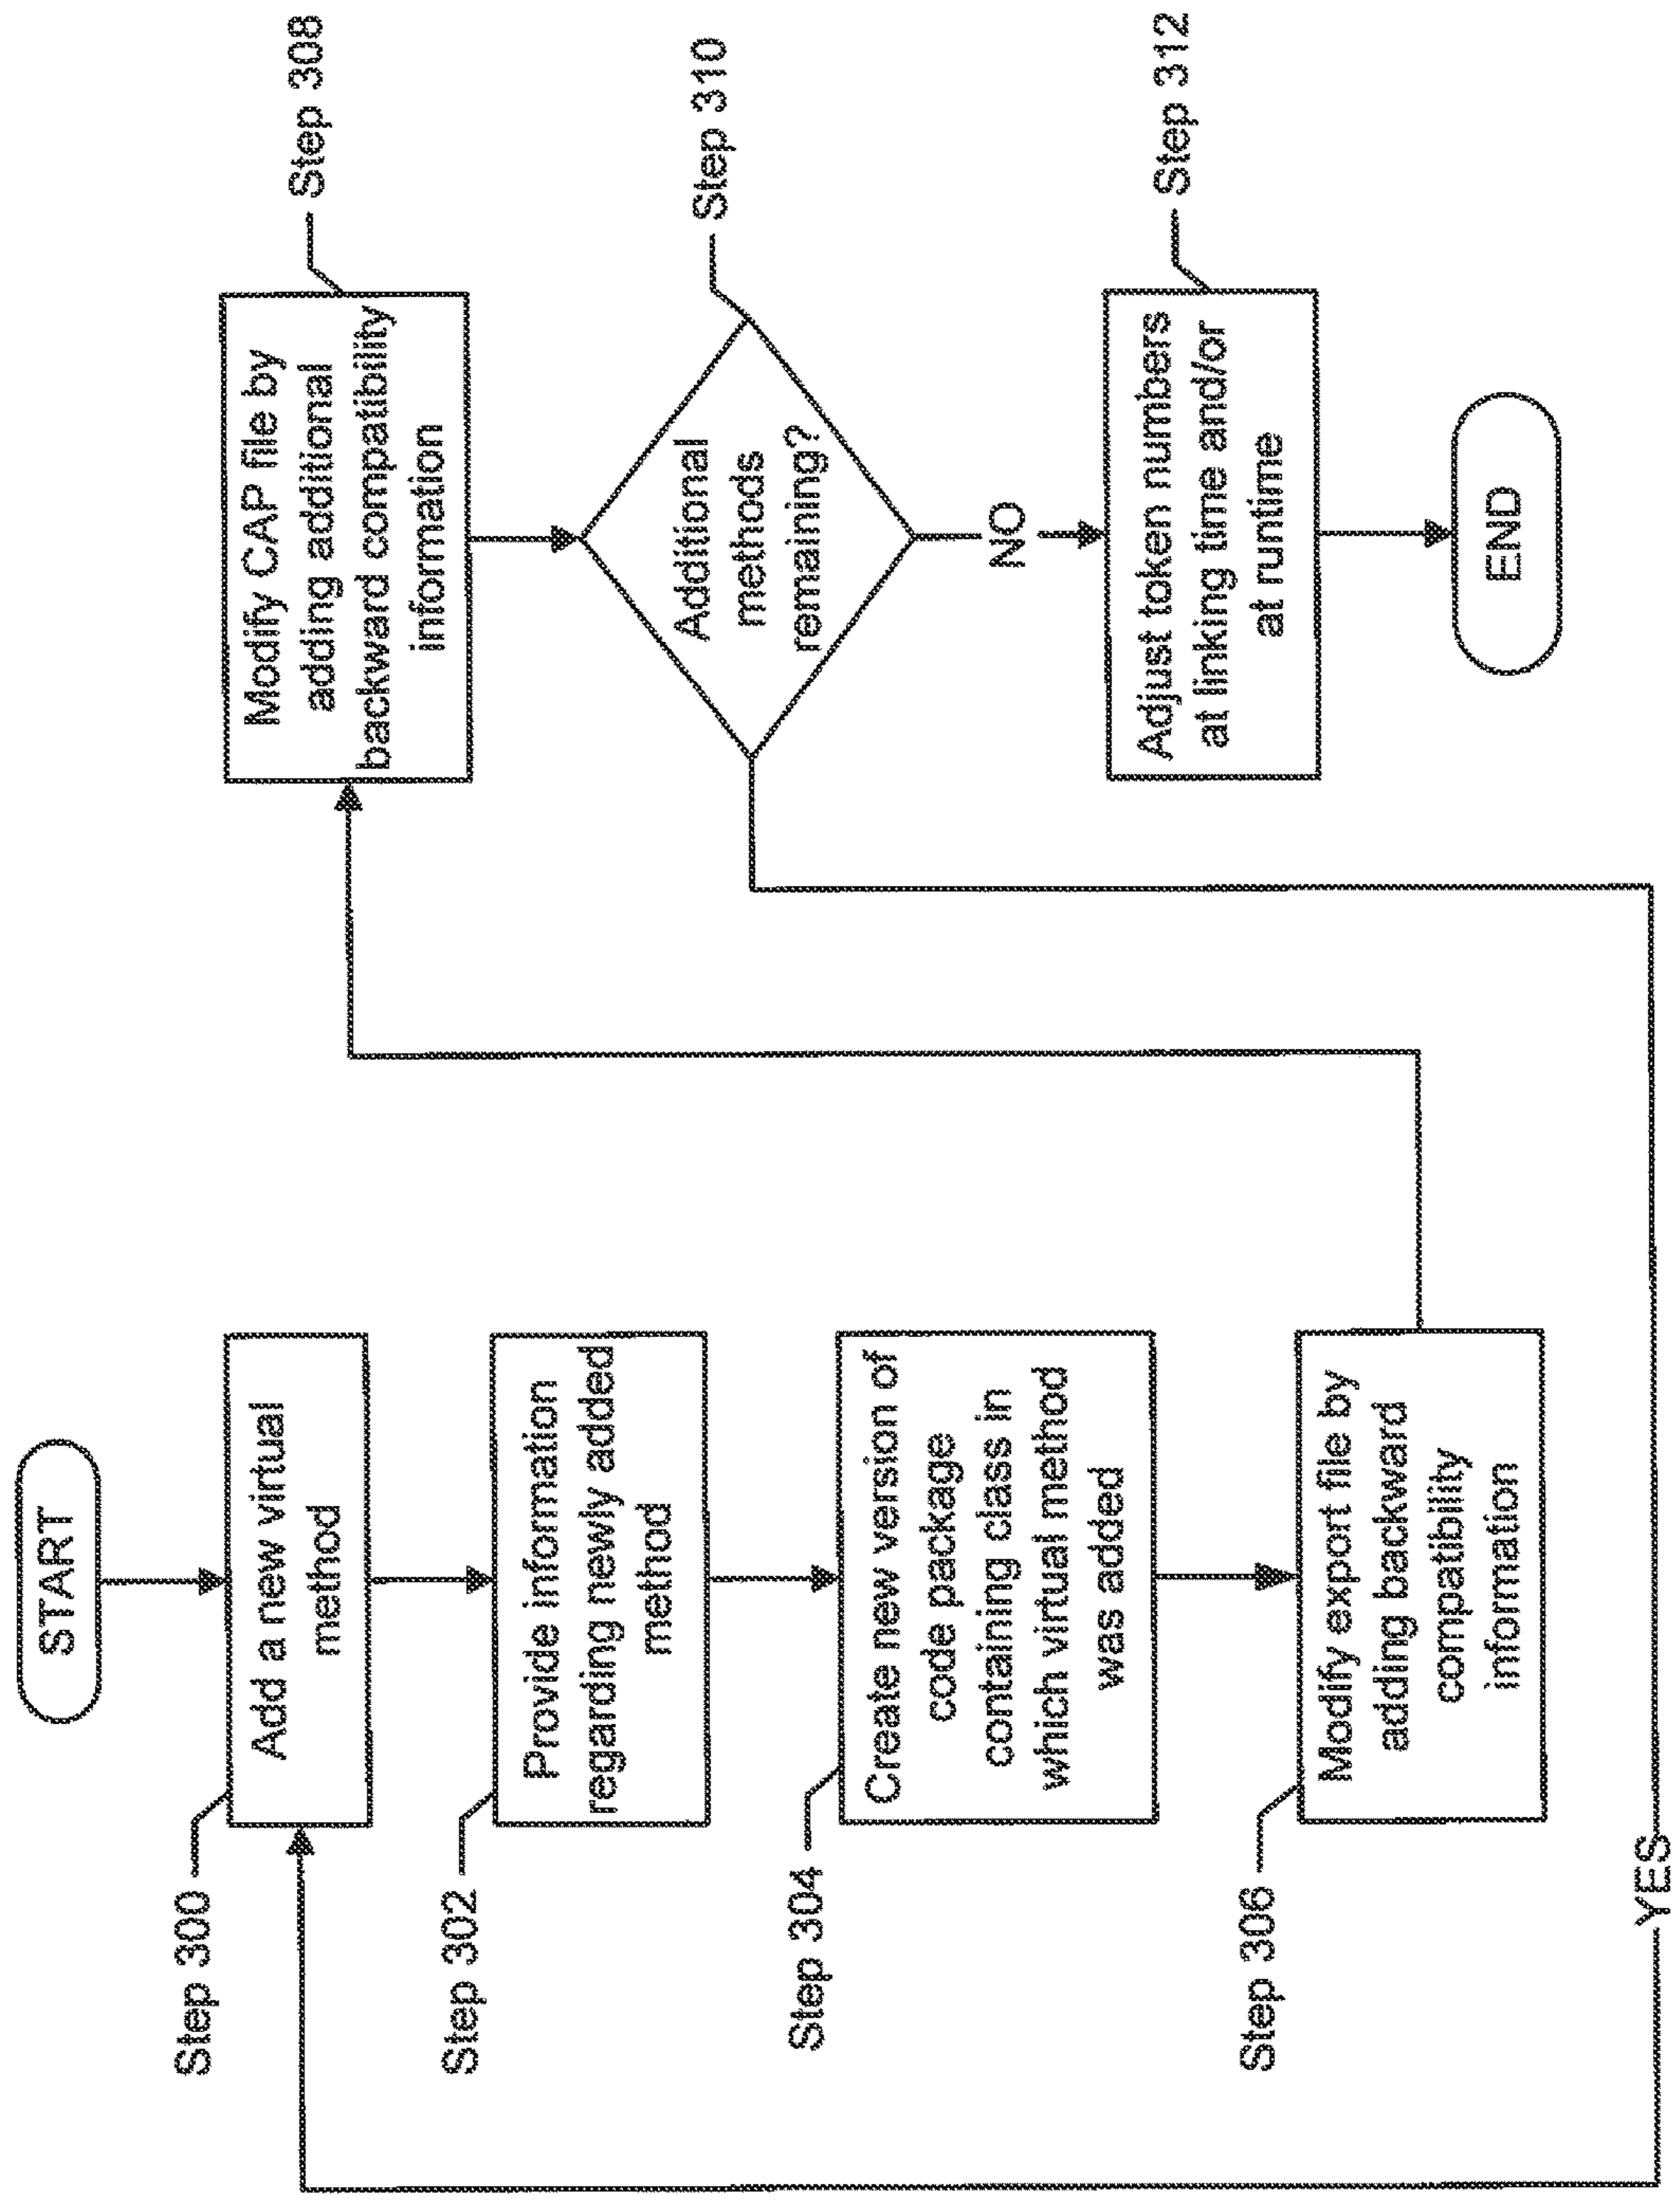 START
Step 300
Add a new virtual
method
Step 302
Provide information
regarding newly added
method
Step 304
Create new version of
code package
containing class in
which virtual method
was added
Step 306
Modify export file by
adding backward
compatibility
information
Modify CAP file by
adding additional
backward compatibility
information
Step 308
Additional
methods
remaining?
Step 310
NO
Adjust token numbers
at linking time and/or
at runtime
Step 312
END
YES